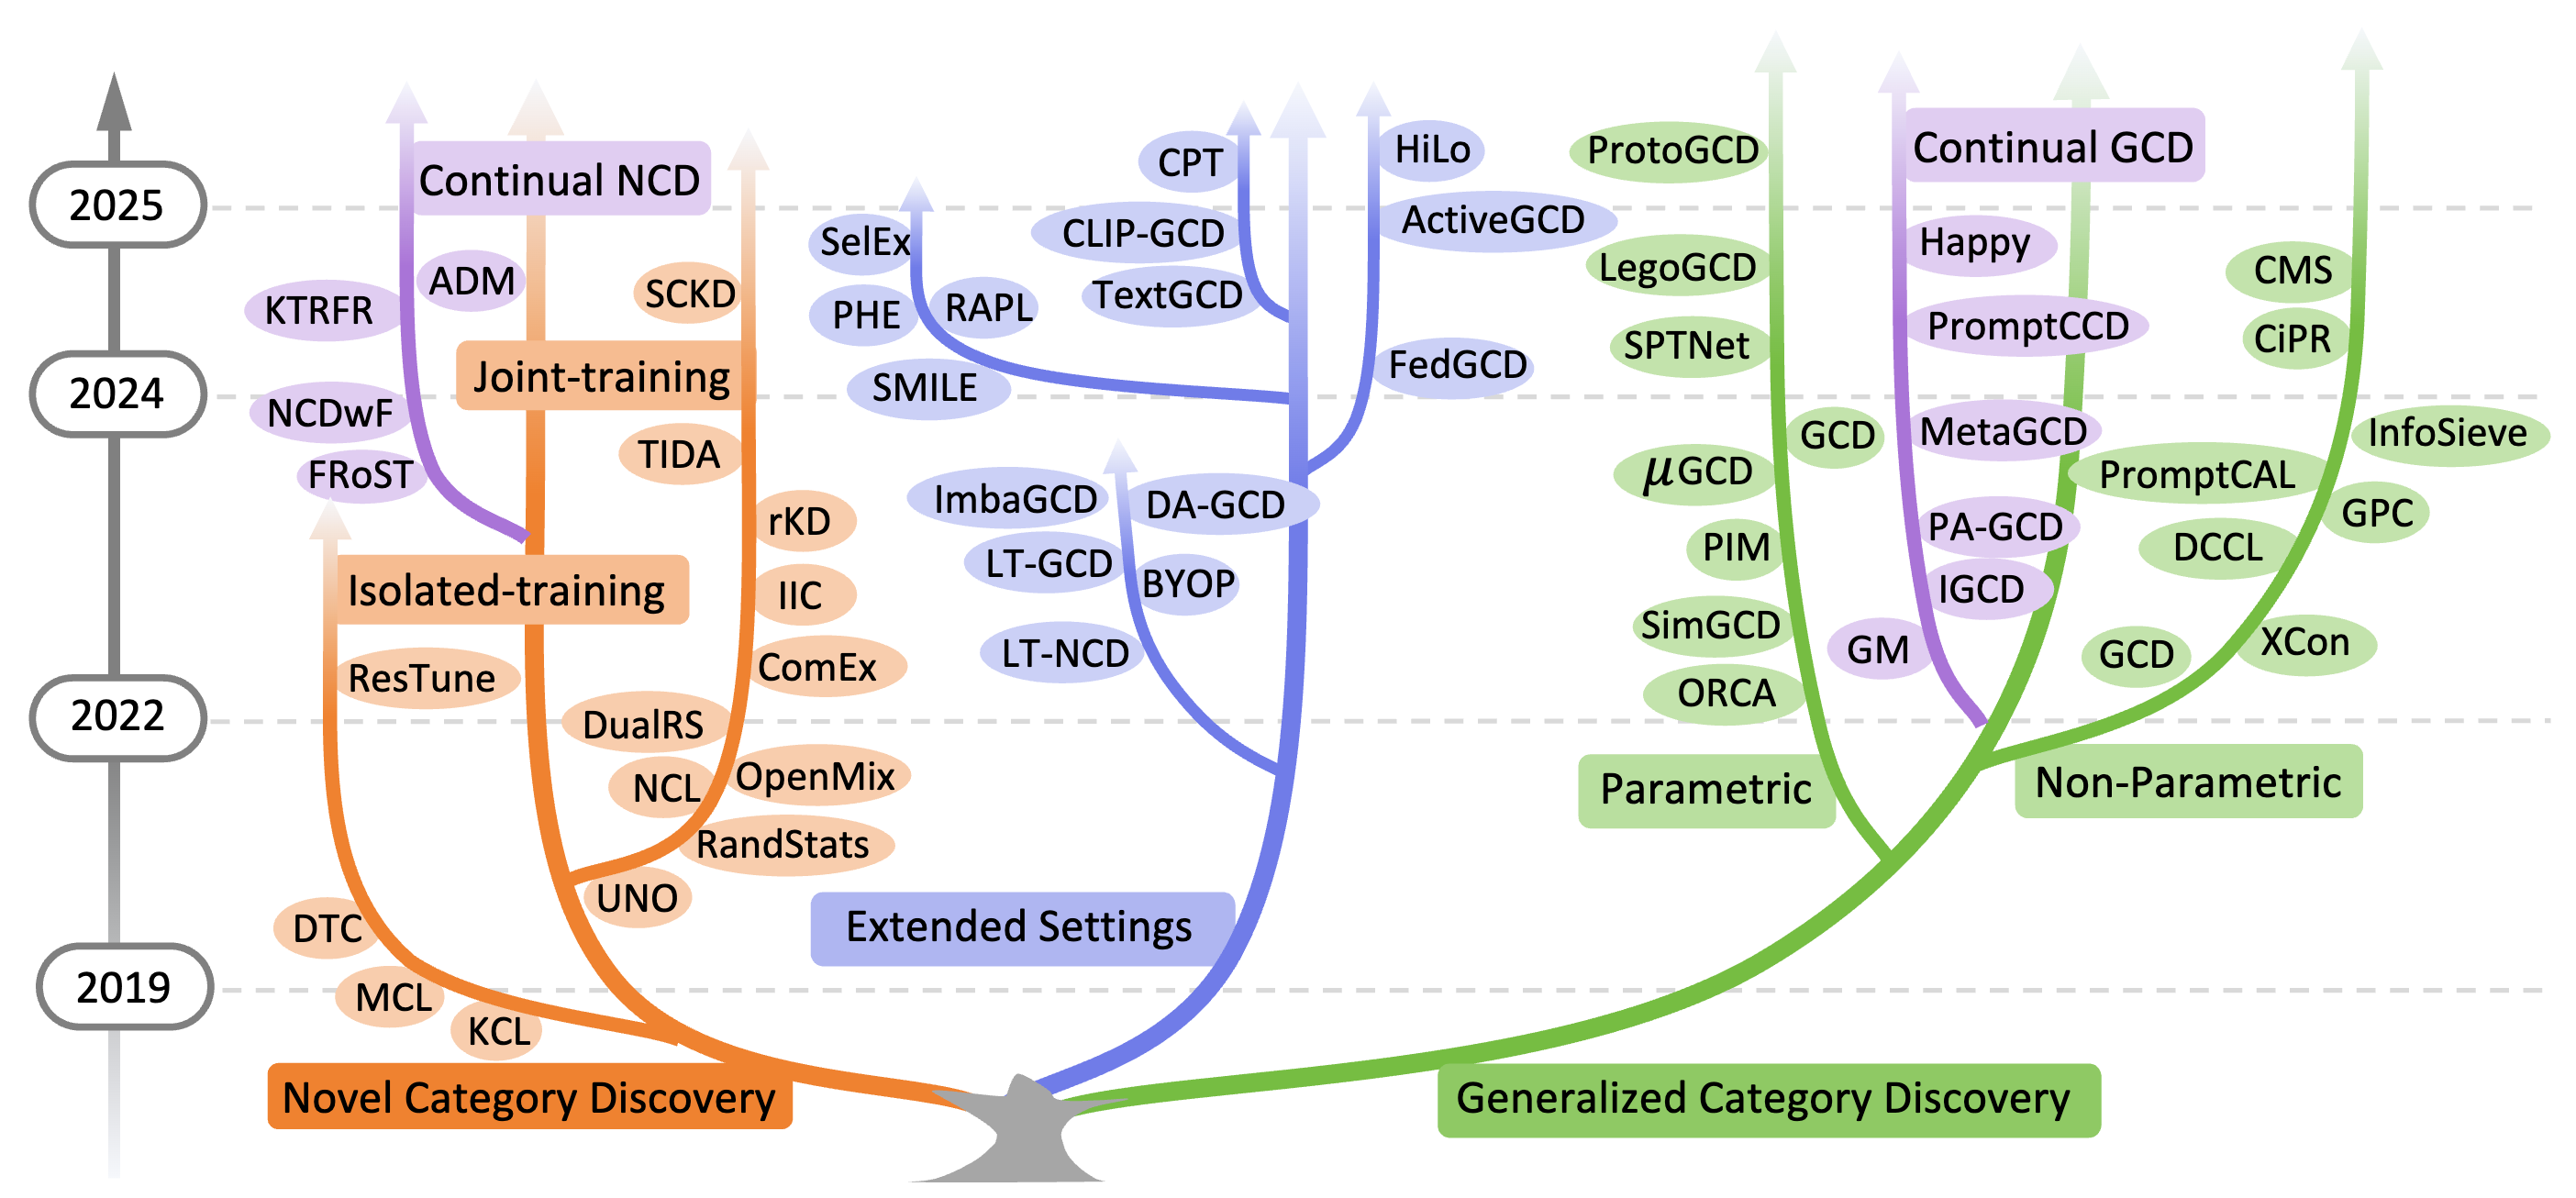 2025
2024
2022
2019
Continual NCD
KTRFR
ADM
NCDwF
FRoST
Joint-training
SCKD
TIDA
rKD
IIC
ComEx
DualRS
NCL
OpenMix
RandStats
UNO
Isolated-training
ResTune
DTC
MCL
KCL
Novel Category Discovery
SelEx
PHE
RAPL
SMILE
CPT
CLIP-GCD
TextGCD
HiLo
ActiveGCD
FedGCD
ImbaGCD
DA-GCD
LT-GCD
BYOP
LT-NCD
Extended Settings
ProtoGCD
LegoGCD
SPTNet
GCD
μGCD
PIM
SimGCD
ORCA
Parametric
Continual GCD
Happy
PromptCCD
MetaGCD
PA-GCD
IGCD
GM
CMS
CiPR
InfoSieve
PromptCAL
GPC
DCCL
XCon
GCD
Non-Parametric
Generalized Category Discovery